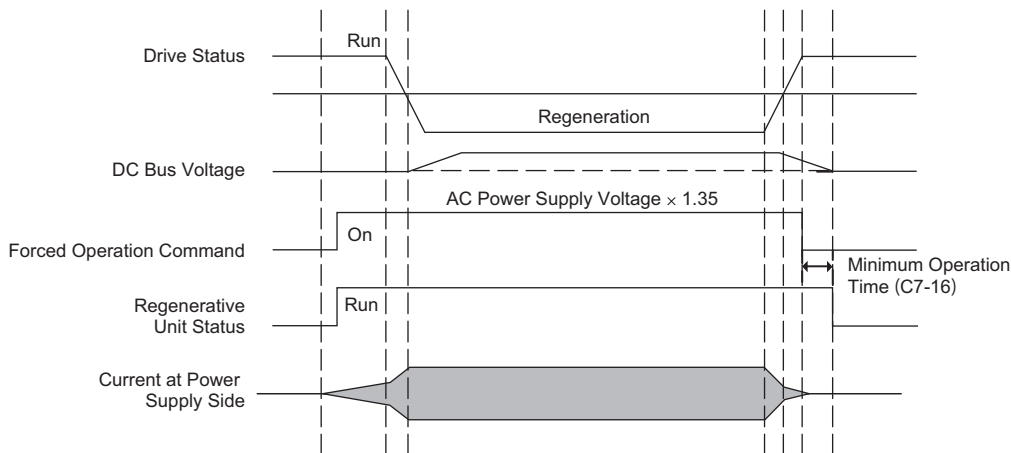 Run
Drive Status
Regeneration
DC Bus Voltage
AC Power Supply Voltage × 1.35
On
Forced Operation Command
Minimum Operation
Time (C7-16)
Regenerative
Unit Status
Run
Current at Power
Supply Side